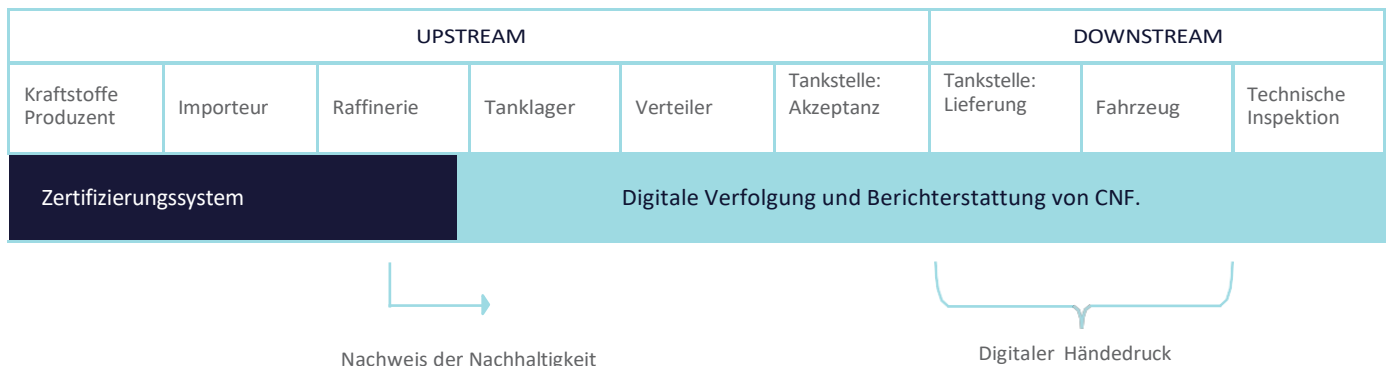 UPSTREAM
DOWNSTREAM
Kraftstoffe
Produzent
Importeur
Raffinerie
Tanklager
Verteiler
Tankstelle:
Akzeptanz
Tankstelle:
Lieferung
Fahrzeug
Technische
Inspektion
Zertifizierungssystem
Digitale Verfolgung und Berichterstattung von CNF.
Nachweis der Nachhaltigkeit
Digitaler Händedruck